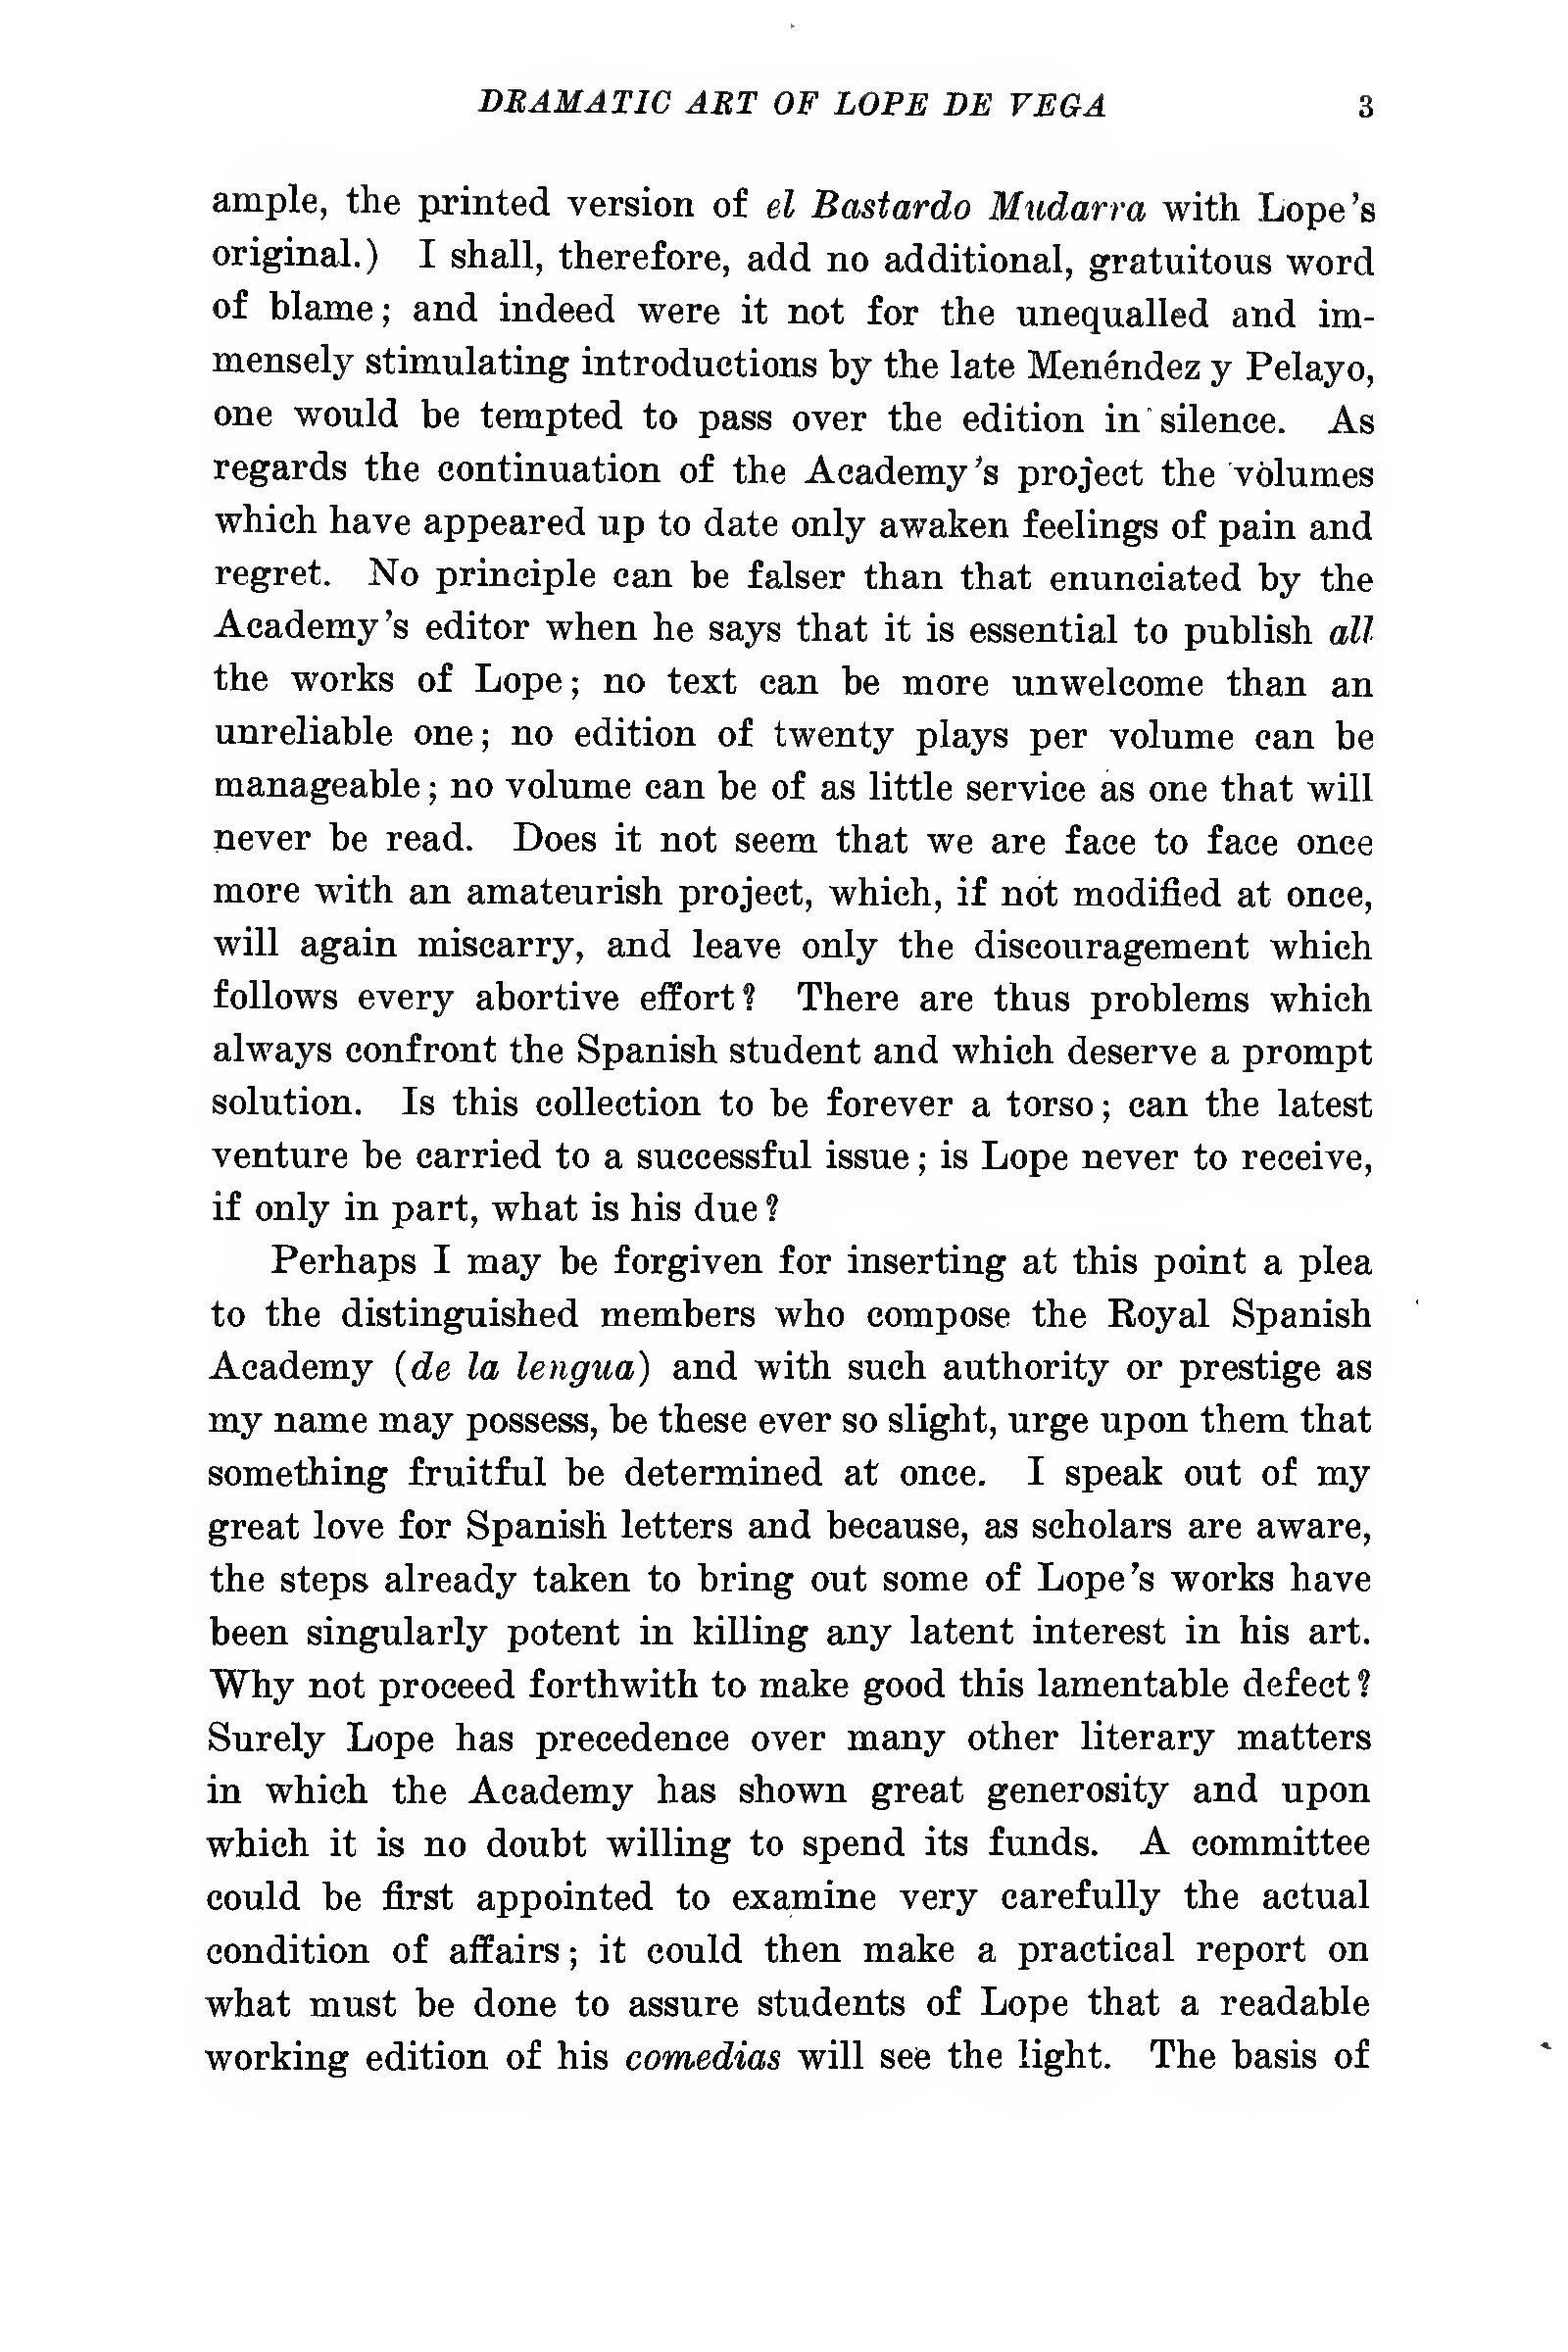 DRAMATIC ART OF LOPE DE VEGA 3
ample, the printed version of el Bastardo Mudarra with Lope's
original.) I shall, therefore, add no additional, gratuitous word
of blame; and indeed were it not for the unequalled and im-
mensely stimulating introductions by the late Menéndez y Pelayo,
one would be tempted to pass over the edition in silence. As
regards the continuation of the Academy's project the volumes
which have appeared up to date only awaken feelings of pain and
regret. No principle can be falser than that enunciated by the
Academy's editor when he says that it is essential to publish all
the works of Lope; no text can be more unwelcome than an
unreliable one; no edition of twenty plays per volume can be
manageable; no volume can be of as little service as one that will
never be read. Does it not seem that we are face to face once
more with an amateurish project, which, if not modified at once,
will again miscarry, and leave only the discouragement which
follows every abortive effort? There are thus problems which
always confront the Spanish student and which deserve a prompt
solution. Is this collection to be forever a torso; can the latest
venture be carried to a successful issue; is Lope never to receive,
if only in part, what is his due?
Perhaps I may be forgiven for inserting at this point a plea
to the distinguished members who compose the Royal Spanish
Academy (de la lengua) and with such authority or prestige as
my name may possess, be these ever so slight, urge upon them that
something fruitful be determined at once. I speak out of my
great love for Spanish letters and because, as scholars are aware,
the steps already taken to bring out some of Lope's works have
been singularly potent in killing any latent interest in his art.
Why not proceed forthwith to make good this lamentable defect?
Surely Lope has precedence over many other literary matters
in which the Academy has shown great generosity and upon
which it is no doubt willing to spend its funds. A committee
could be first appointed to examine very carefully the actual
condition of affairs; it could then make a practical report on
what must be done to assure students of Lope that a readable
working edition of his comedias will see the light. The basis of